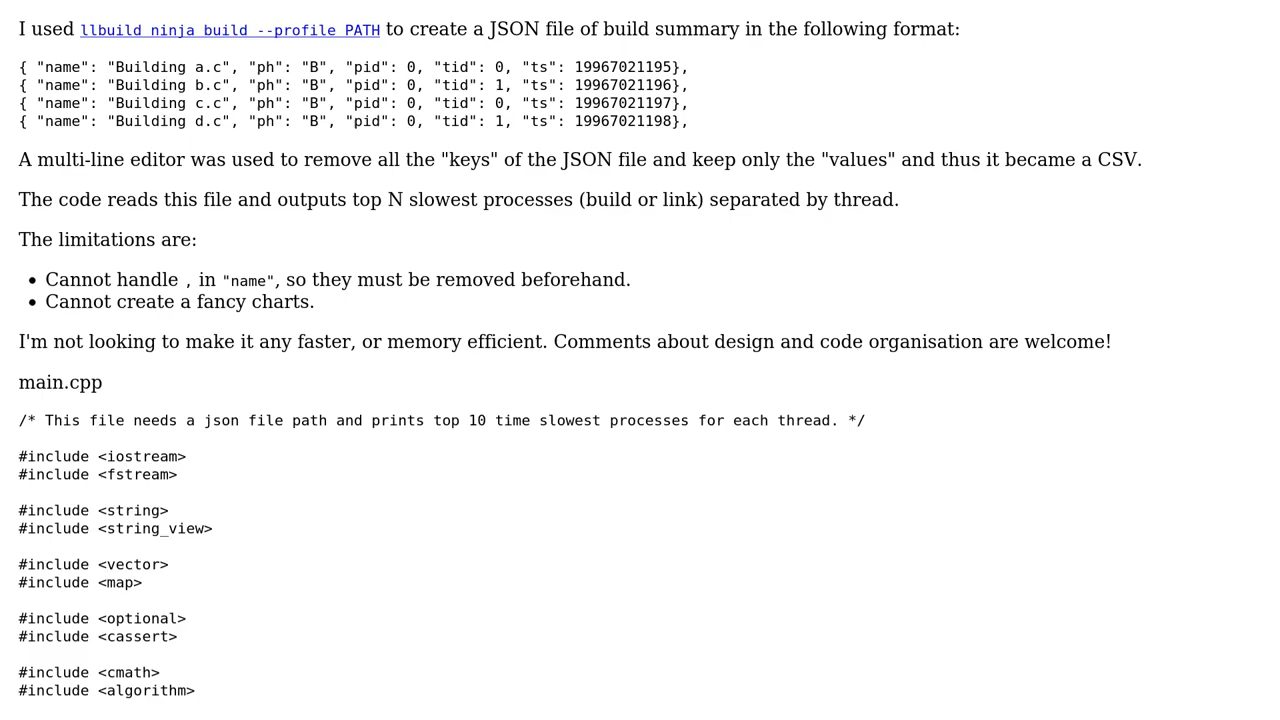 I used llbuild ninja build --profile PATH to create a JSON file of build summary in the following format:
{ "name": "Building a.c", "ph": "B", "pid": 0, "tid": 0, "ts": 19967021195},
{ "name": "Building b.c", "ph": "B", "pid": 0, "tid": 1, "ts": 19967021196},
{ "name": "Building c.c", "ph": "B", "pid": 0, "tid": 0, "ts": 19967021197},
{ "name": "Building d.c", "ph": "B", "pid": 0, "tid": 1, "ts": 19967021198},
A multi-line editor was used to remove all the "keys" of the JSON file and keep only the "values" and thus it became a CSV.
The code reads this file and outputs top N slowest processes (build or link) separated by thread.
The limitations are:
• Cannot handle , in "name", so they must be removed beforehand.
• Cannot create a fancy charts.
I'm not looking to make it any faster, or memory efficient. Comments about design and code organisation are welcome!
main.cpp
/* This file needs a json file path and prints top 10 time slowest processes for each thread. */
#include <iostream>
#include <fstream>
#include <string>
#include <string_view>
#include <vector>
#include <map>
#include <optional>
#include <cassert>
#include <cmath>
#include <algorithm>